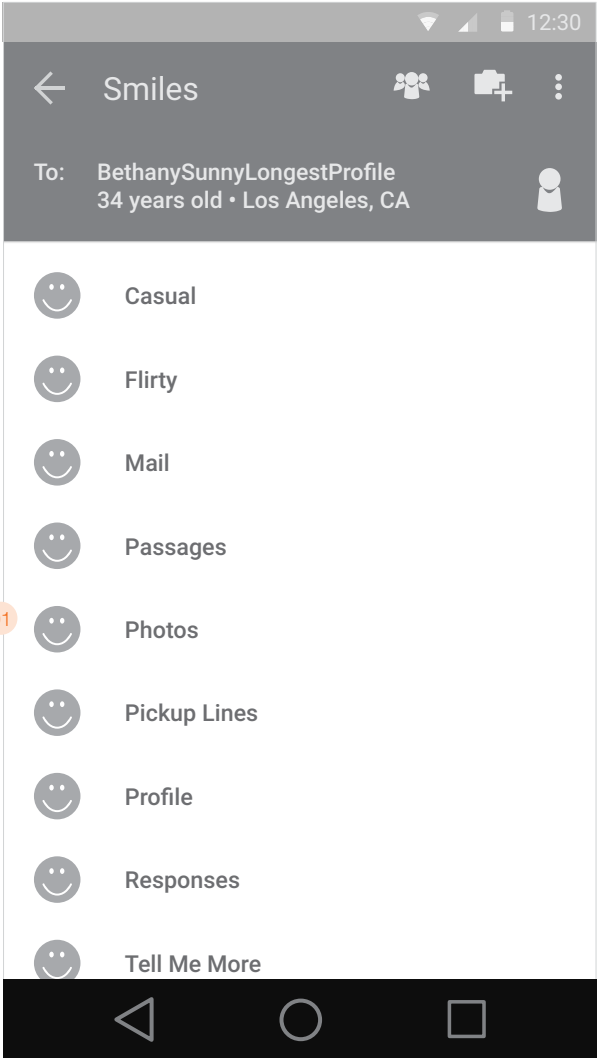 12:30
Smiles
To: BethanySunnyLongestProfile
34 years old • Los Angeles, CA
Casual
Flirty
Mail
Passages
1
Photos
Pickup Lines
Profile
Responses
Tell Me More